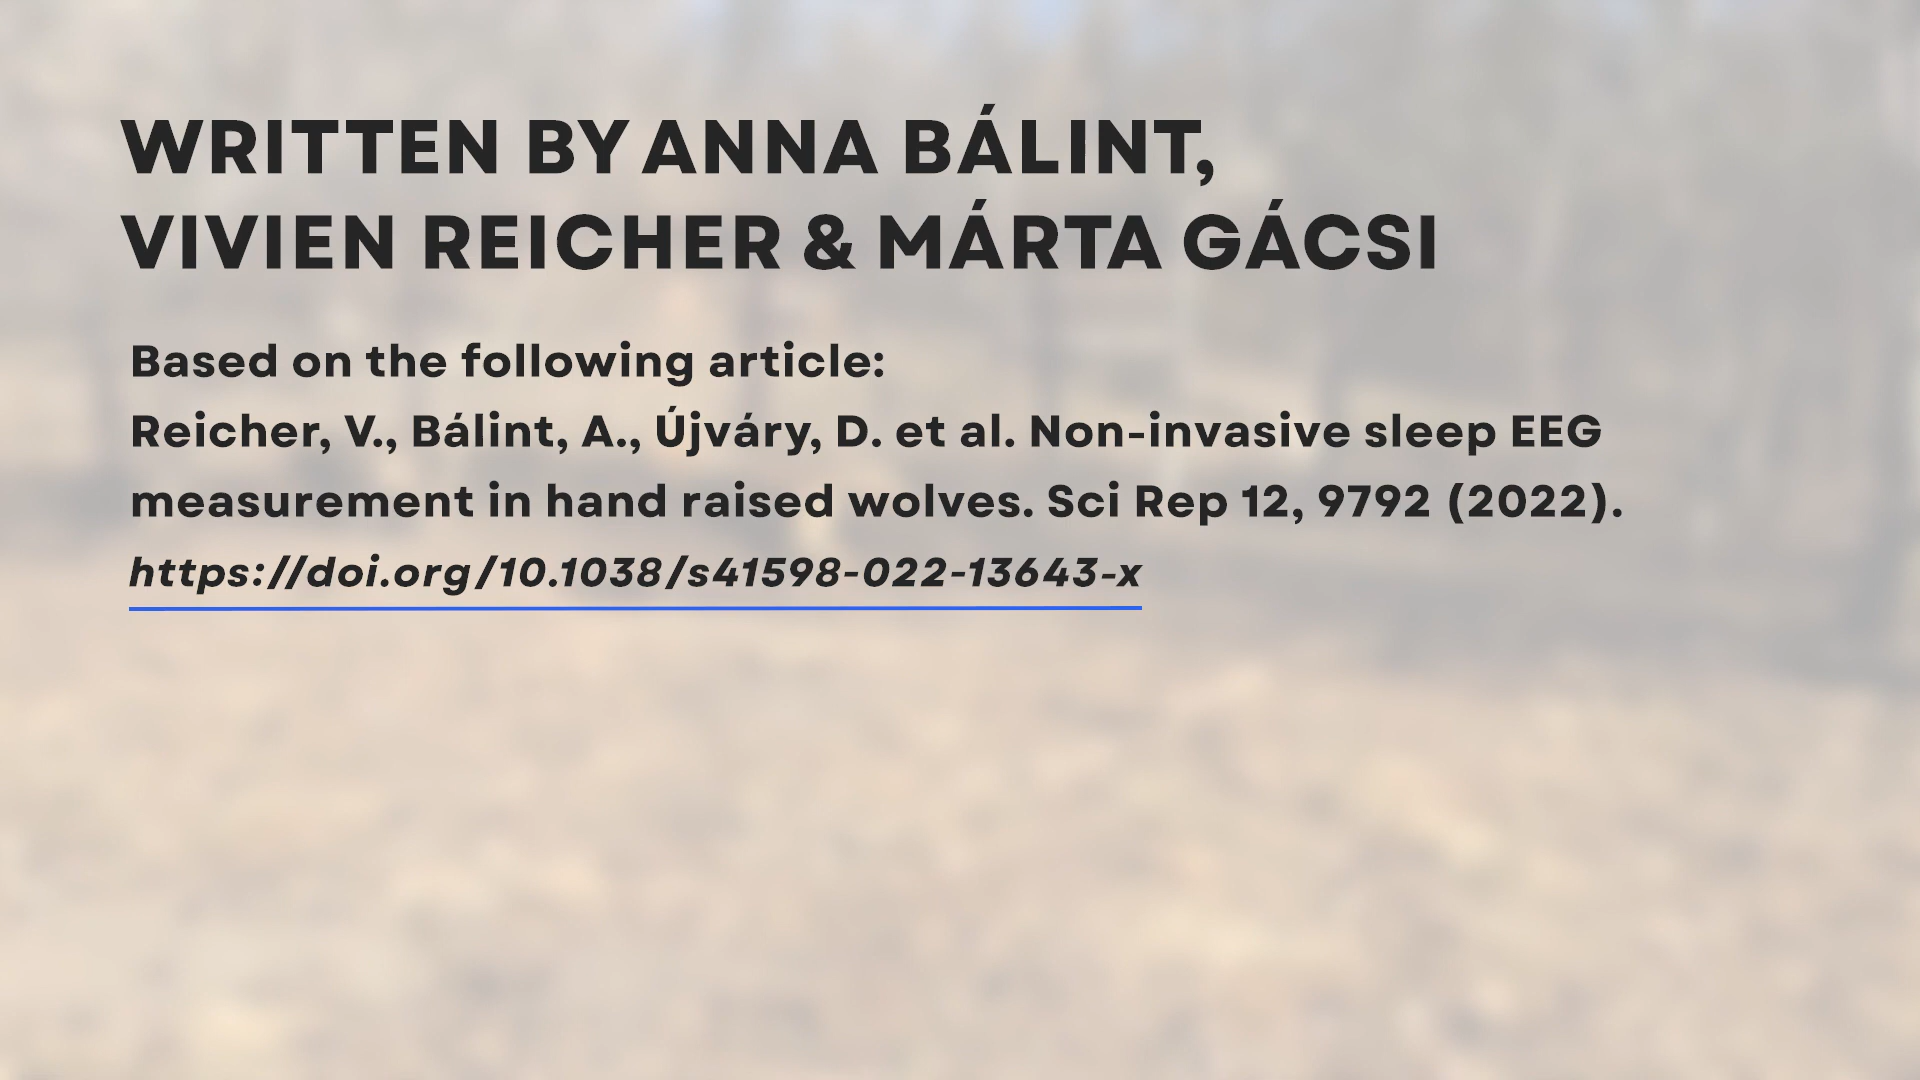 WRITTEN BY ANNA BÁLINT,
VIVIEN REICHER & MÁRTA GÁCSI
Based on the following article:
Reicher, V., Bálint, A., Újváry, D. et al. Non-invasive sleep EEG
measurement in hand raised wolves. Sci Rep 12, 9792 (2022).
https://doi.org/10.1038/s41598-022-13643-x